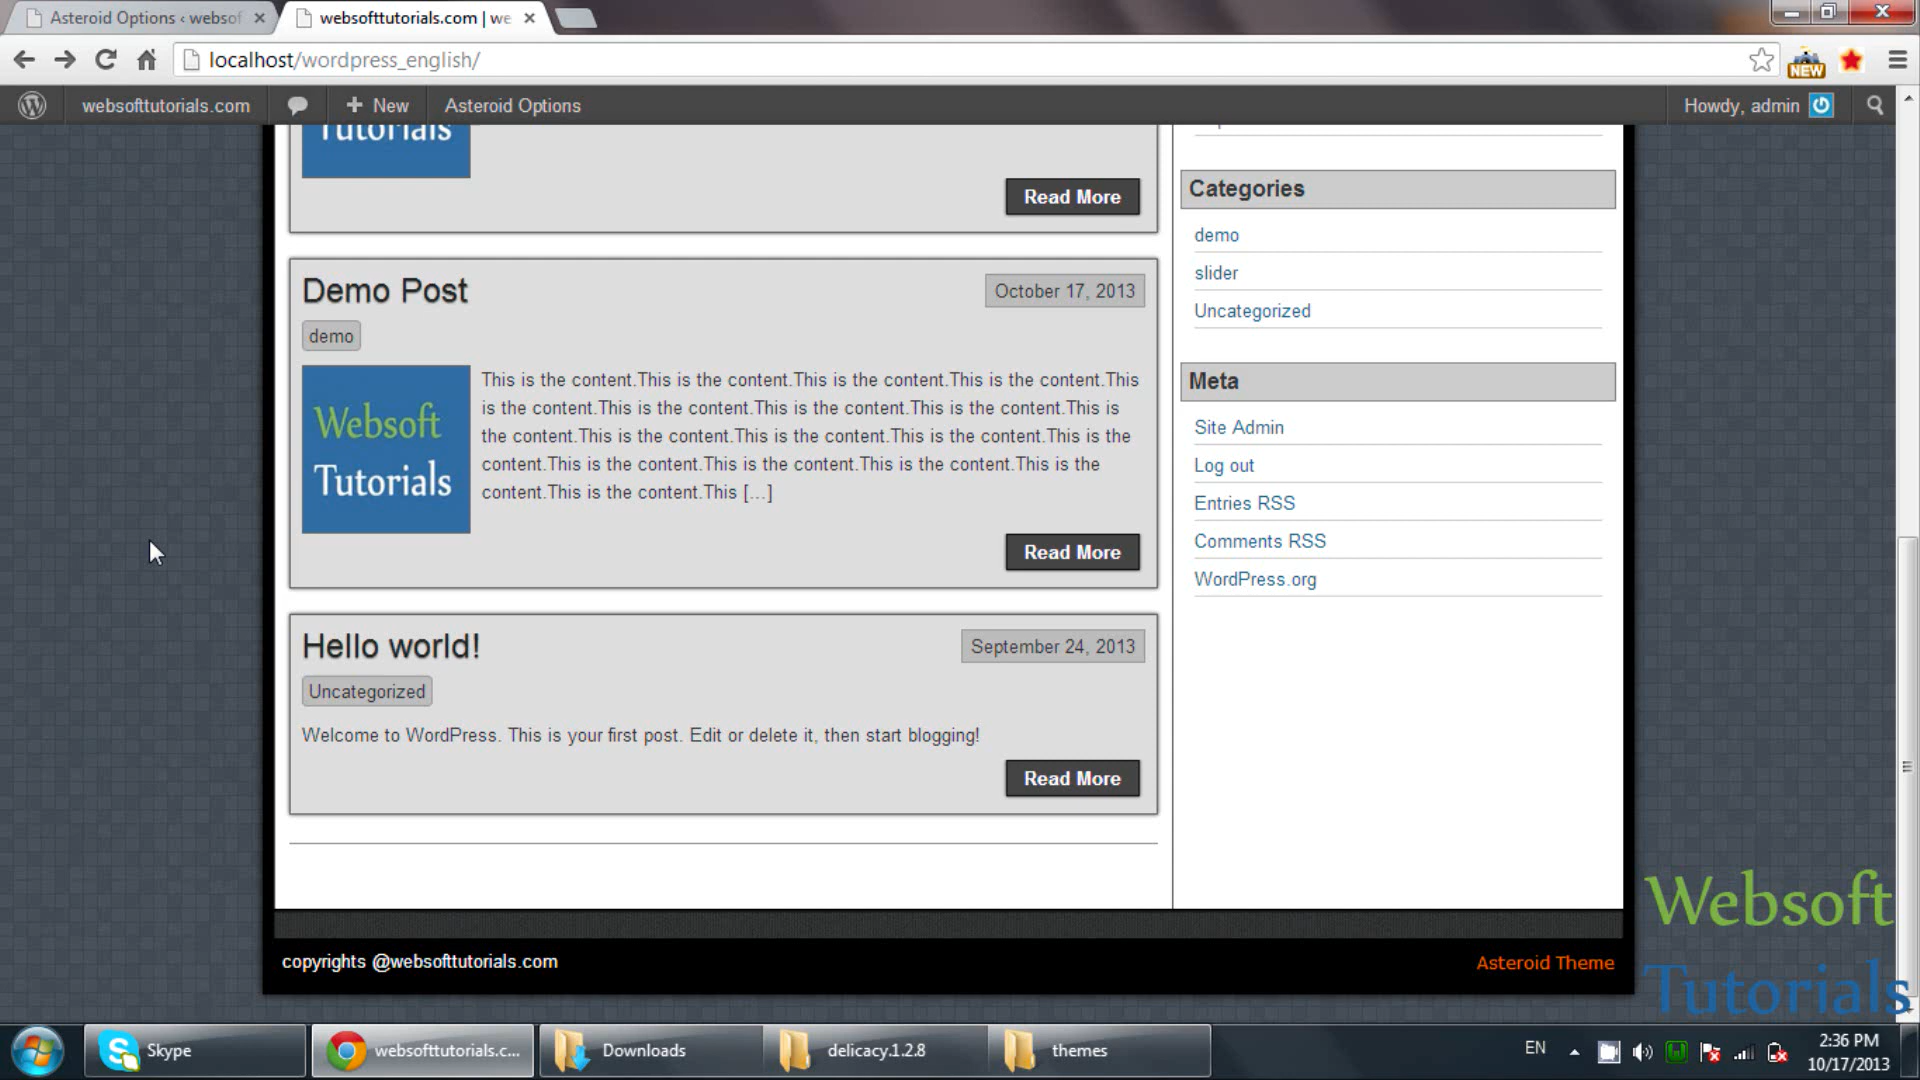 Asteroid Options ‹ websof
websofttutorials.com | we
localhost/wordpress_english/
NEW
websofttutorials.com
New
Asteroid Options
Howdy, admin
Tutorials
Read More
Demo Post
October 17, 2013
demo
Websoft
Tutorials
This is the content.This is the content.This is the content.This is the content.This
is the content.This is the content.This is the content.This is the content.This is
the content.This is the content.This is the content.This is the content.This is the
content.This is the content.This is the content.This is the content.This is the
content.This is the content.This [...]
Read More
Hello world!
September 24, 2013
Uncategorized
Welcome to WordPress. This is your first post. Edit or delete it, then start blogging!
Read More
Categories
demo
slider
Uncategorized
Meta
Site Admin
Log out
Entries RSS
Comments RSS
WordPress.org
copyrights @websofttutorials.com
Asteroid Theme
Websoft
Tutorials
Skype
websofttutorials.c...
Downloads
delicacy.1.2.8
themes
EN
2:36 PM
10/17/2013